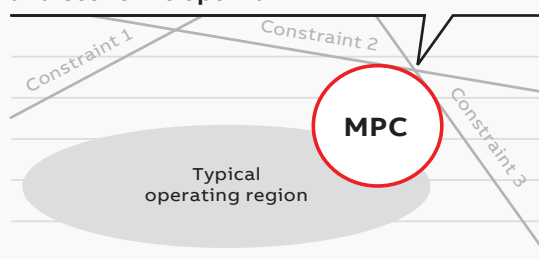 Constraint 1
Constraint 2
MPC
Constraint 3
Typical
operating region